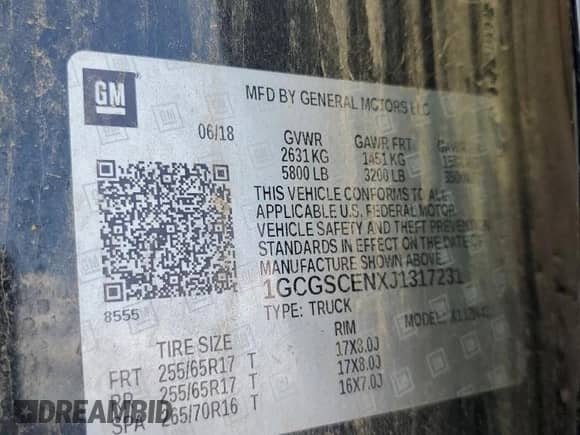 GM
MFD BY GENERAL MOTORS LLC
06/18
GVWR GAWR FRT
2631 KG 1451 KG
5800 LB 3200 LB
THIS VEHICLE CONFORMS TO ALL
APPLICABLE U.S. FEDERAL MOTOR
VEHICLE SAFETY AND THEFT PREVENTION
STANDARDS IN EFFECT ON THE DATE OF
MANUFACT
1GCGSCENXJ1317231
8555
TYPE: TRUCK MODEL:
TIRE SIZE RIM
FRT 255/65R17 T 17X8.0J
RR 255/65R17 T 17X8.0J
SPA 265/70R16 T 16X7.0J
DREAMBID